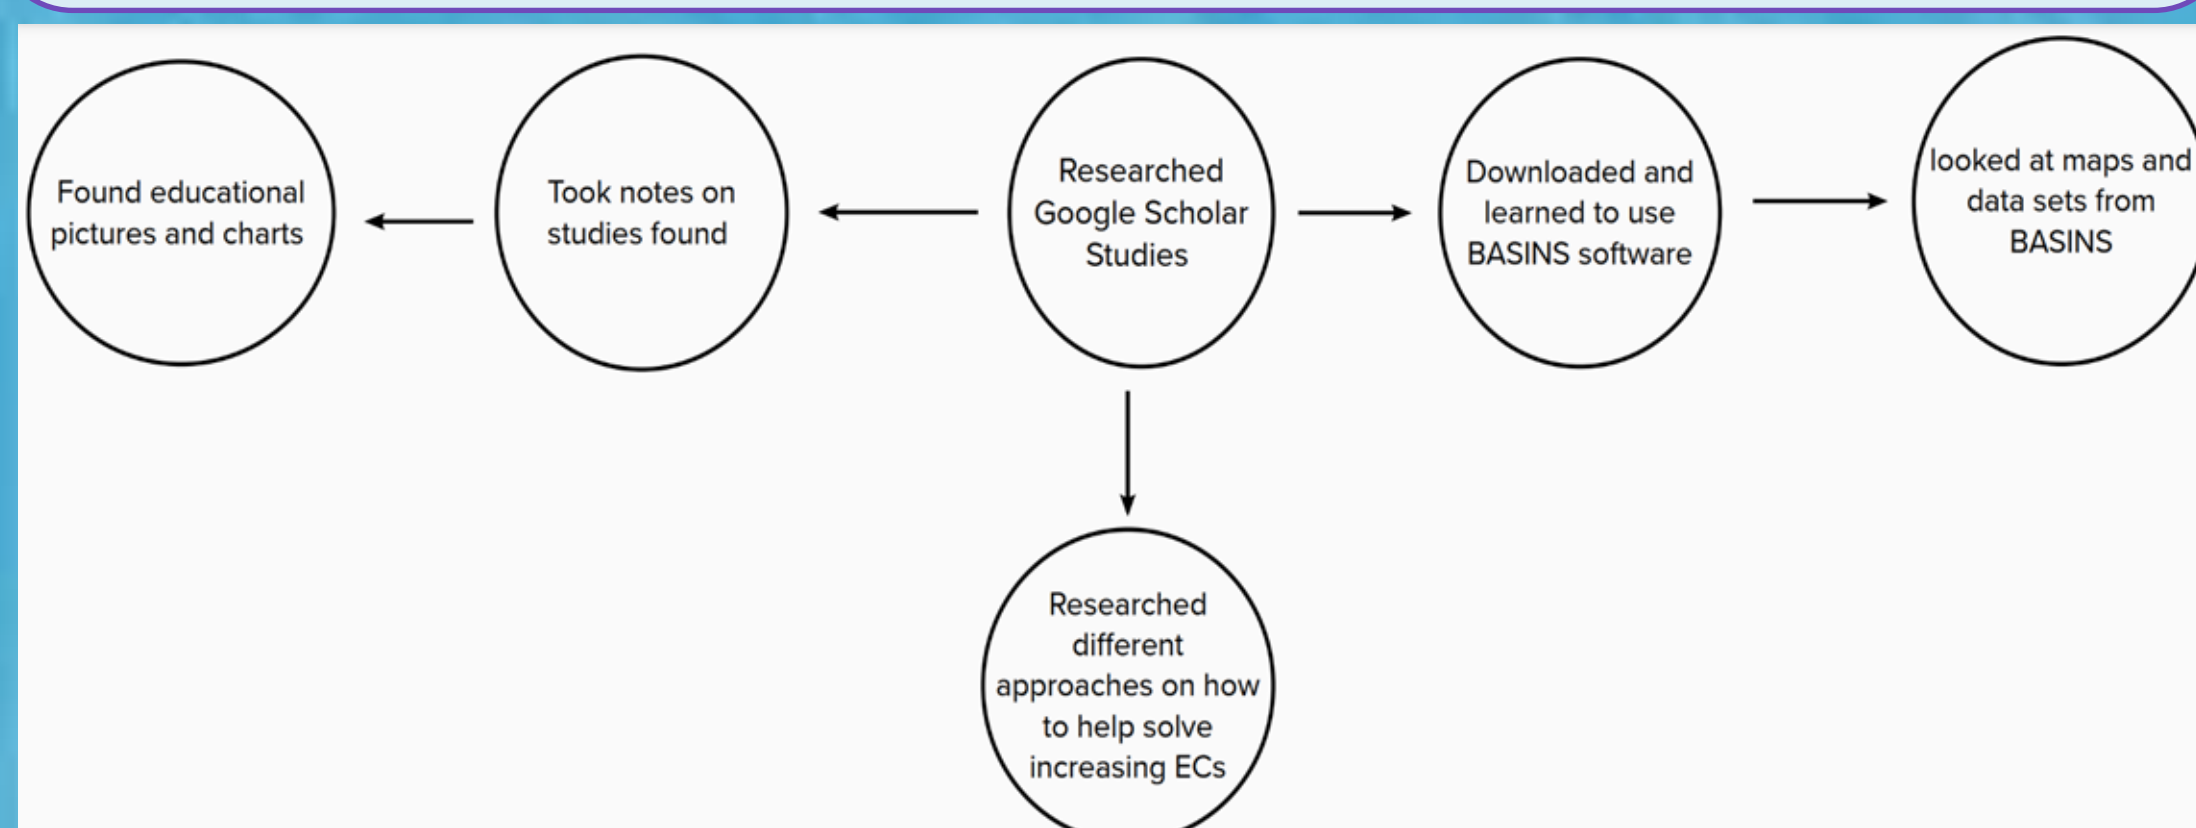 Found educational
pictures and charts
Took notes on
studies found
Researched
Google Scholar
Studies
Downloaded and
learned to use
BASINS software
looked at maps and
data sets from
BASINS
Researched
different
approaches on how
to help solve
increasing ECs